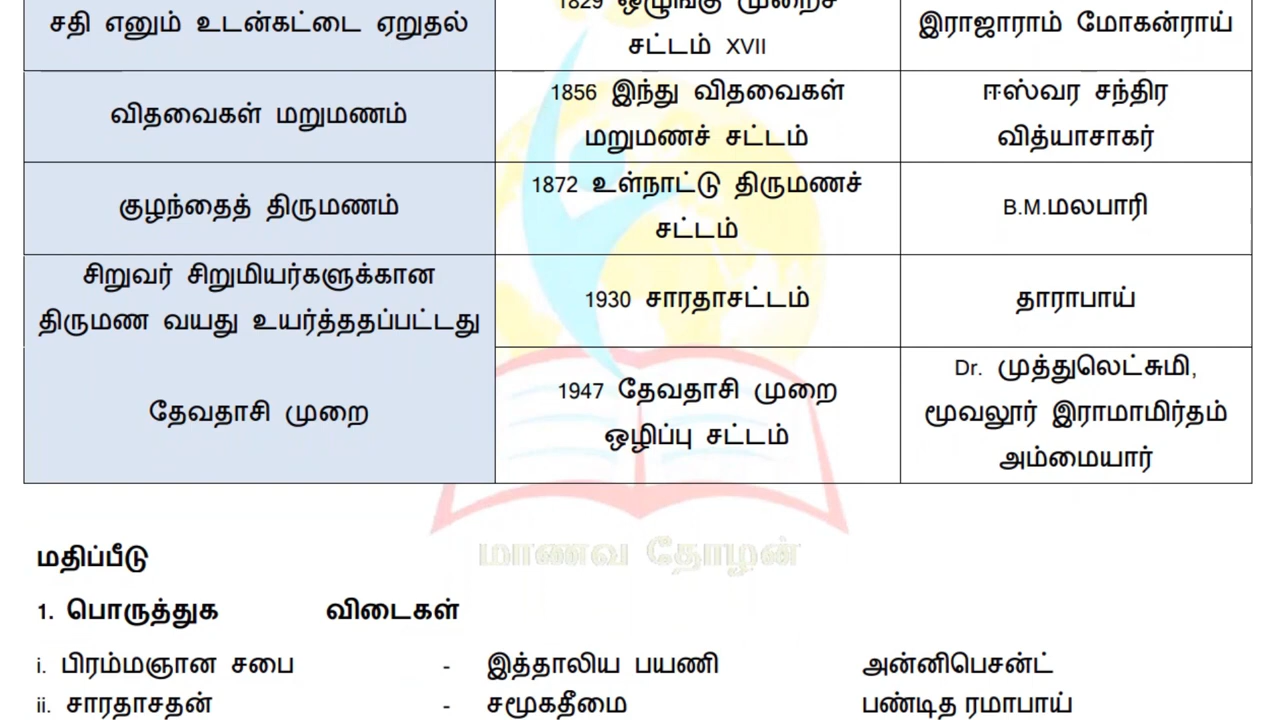 சதி எனும் உடன்கட்டை ஏறுதல்
1829 ஒழுங்கு முறைச்
சட்டம் XVII
இராஜாராம் மோகன்ராய்
விதவைகள் மறுமணம்
1856 இந்து விதவைகள்
மறுமணச் சட்டம்
ஈஸ்வர சந்திர
வித்யாசாகர்
குழந்தைத் திருமணம்
1872 உள்நாட்டு திருமணச்
சட்டம்
B.M.மலபாரி
சிறுவர் சிறுமியர்களுக்கான
திருமண வயது உயர்த்ததப்பட்டது
1930 சாரதாசட்டம்
தாராபாய்
தேவதாசி முறை
1947 தேவதாசி முறை
ஒழிப்பு சட்டம்
Dr. முத்துலெட்சுமி,
மூவலூர் இராமாமிர்தம்
அம்மையார்
மாணவ தோழன்
மதிப்பீடு
1. பொருத்துக விடைகள்
i. பிரம்மஞான சபை - இத்தாலிய பயணி அன்னிபெசன்ட்
ii. சாரதாசதன் - சமூகதீமை பண்டித ரமாபாய்